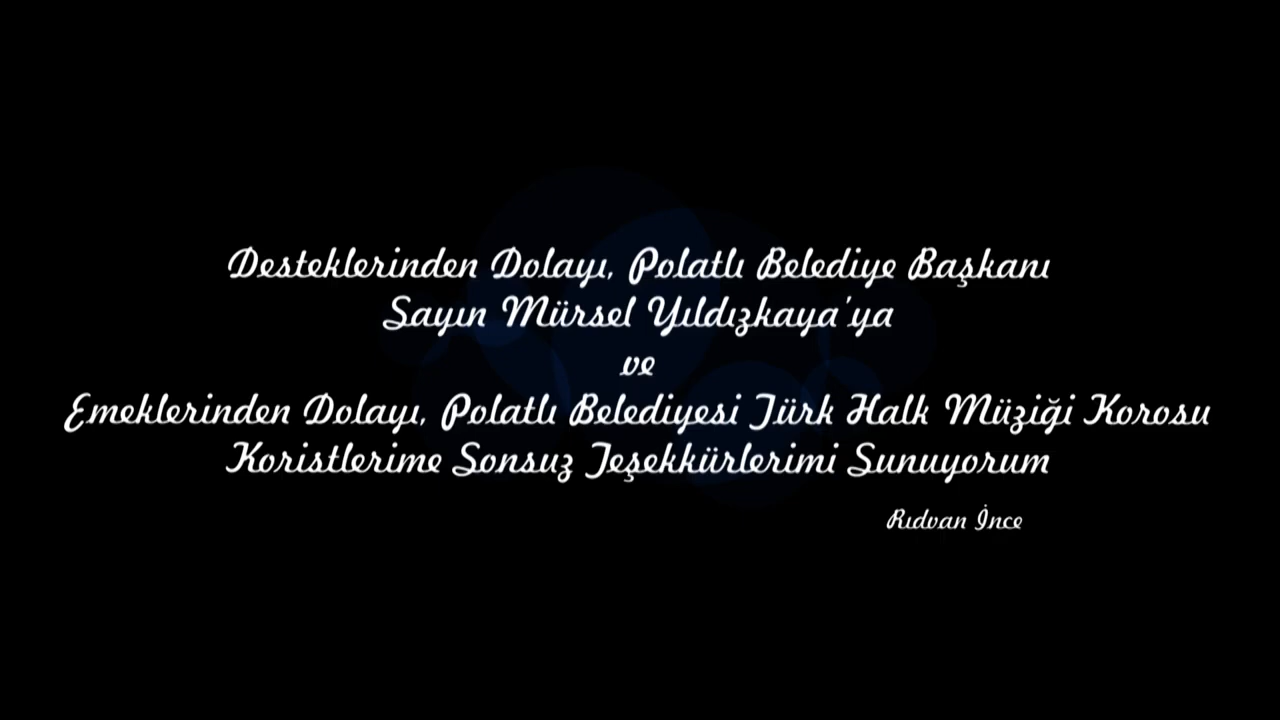 Desteklerinden Dolayı, Polatlı Belediye Başkanı
Sayın Mürsel Yıldızkaya'ya
ve
Emeklerinden Dolayı, Polatlı Belediyesi Türk Halk Müziği Korosu
Koristlerime Sonsuz Teşekkürlerimi Sunuyorum
Rıdvan İnce